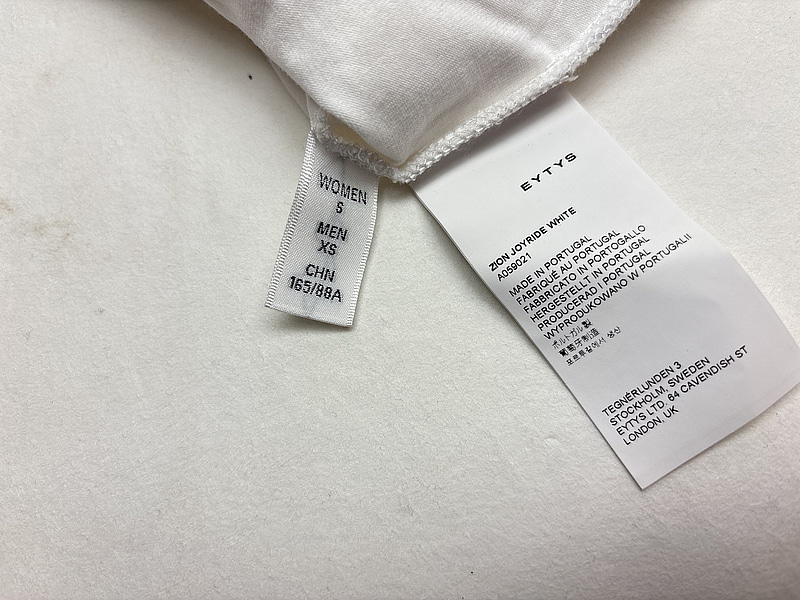 WOMEN
S
MEN
XS
CHN
165/88A
EYTYS
ZION JOYRIDE WHITE
A059021
MADE IN PORTUGAL
FABRIQUÉ AU PORTUGAL
FABBRICATO IN PORTOGALLO
HERGESTELLT IN PORTUGAL
PRODUCERAD I PORTUGAL
WYPRODUKOWANO W PORTUGALII
ポルトガル製
葡萄牙制造
포르투갈에서 생산
TEGNÉRLUNDEN 3
STOCKHOLM, SWEDEN
EYTYS LTD, 64 CAVENDISH ST
LONDON, UK